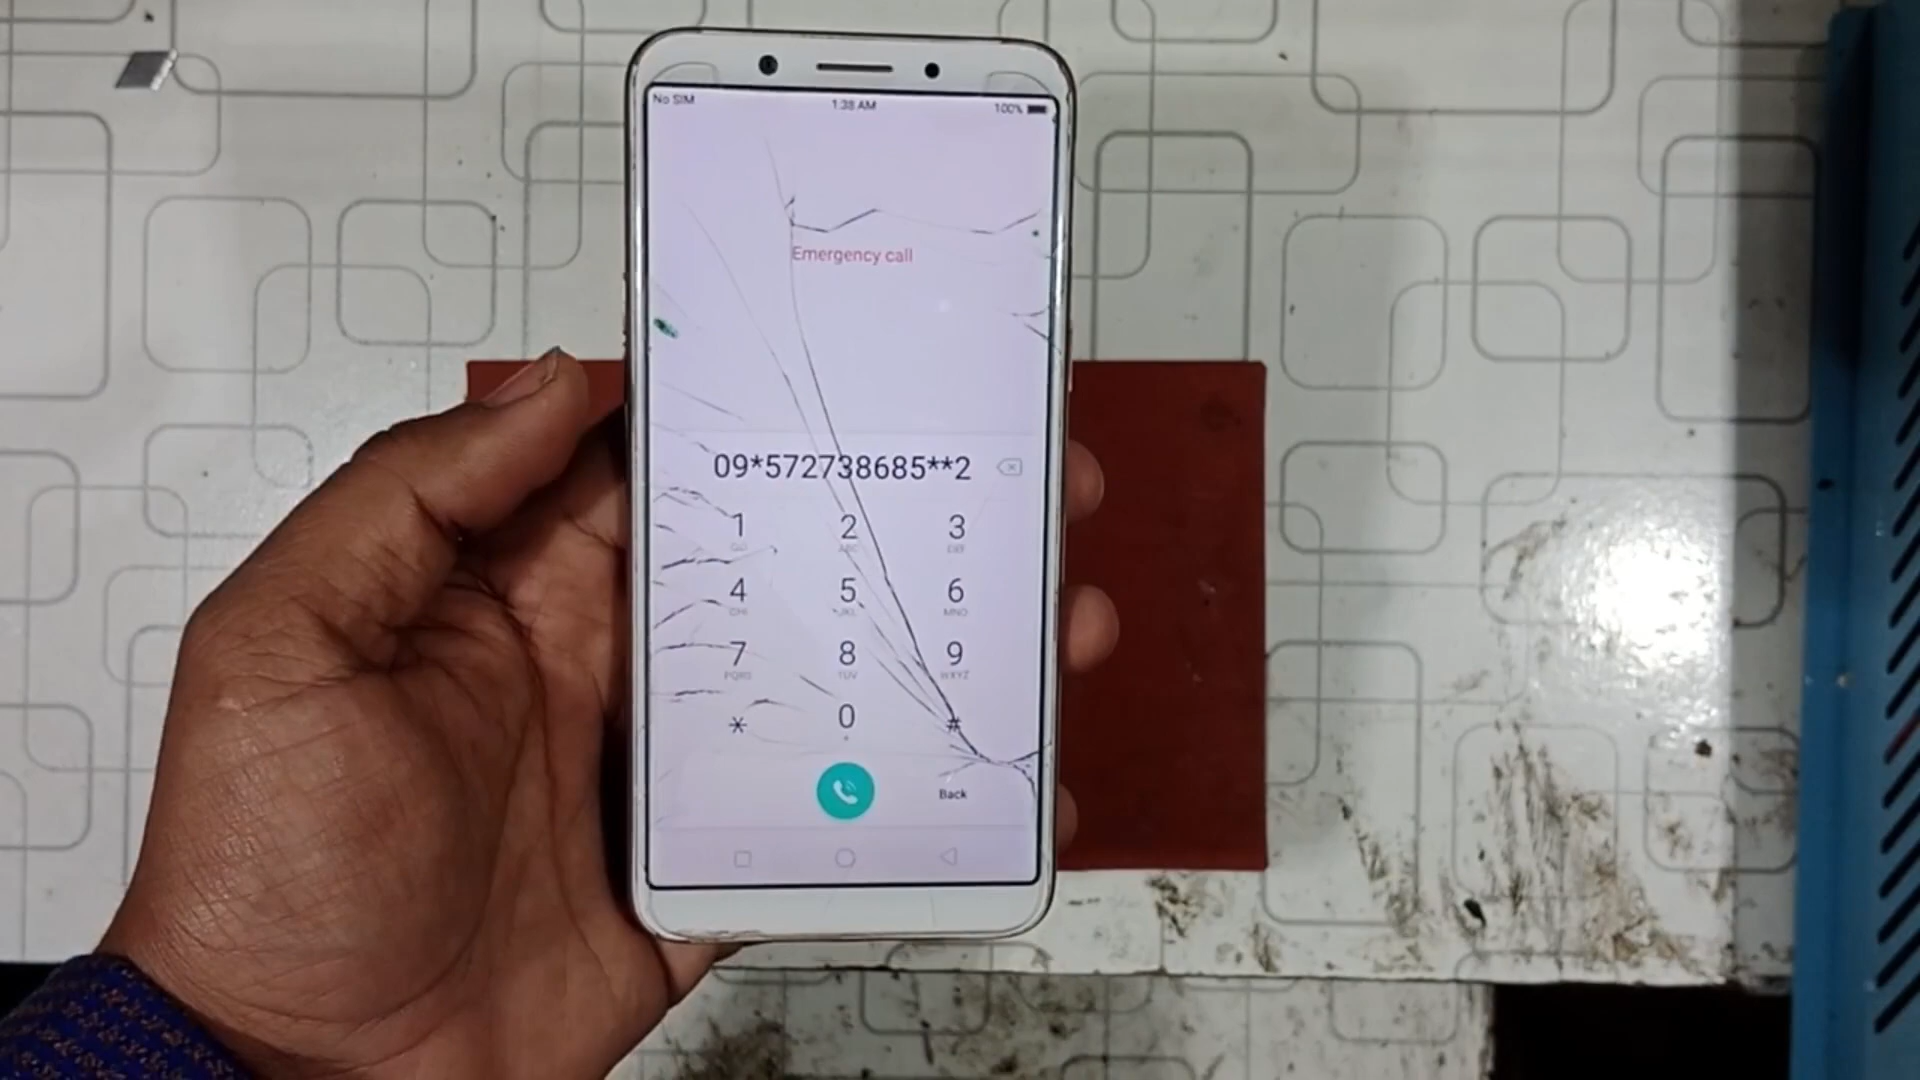 No SIM 1:38 AM 100%
Emergency call
09*572738685**2
1 2 3
ABC DEF
4 5 6
GHI JKL MNO
7 8 9
PQRS TUV WXYZ
* 0 #
+
Back